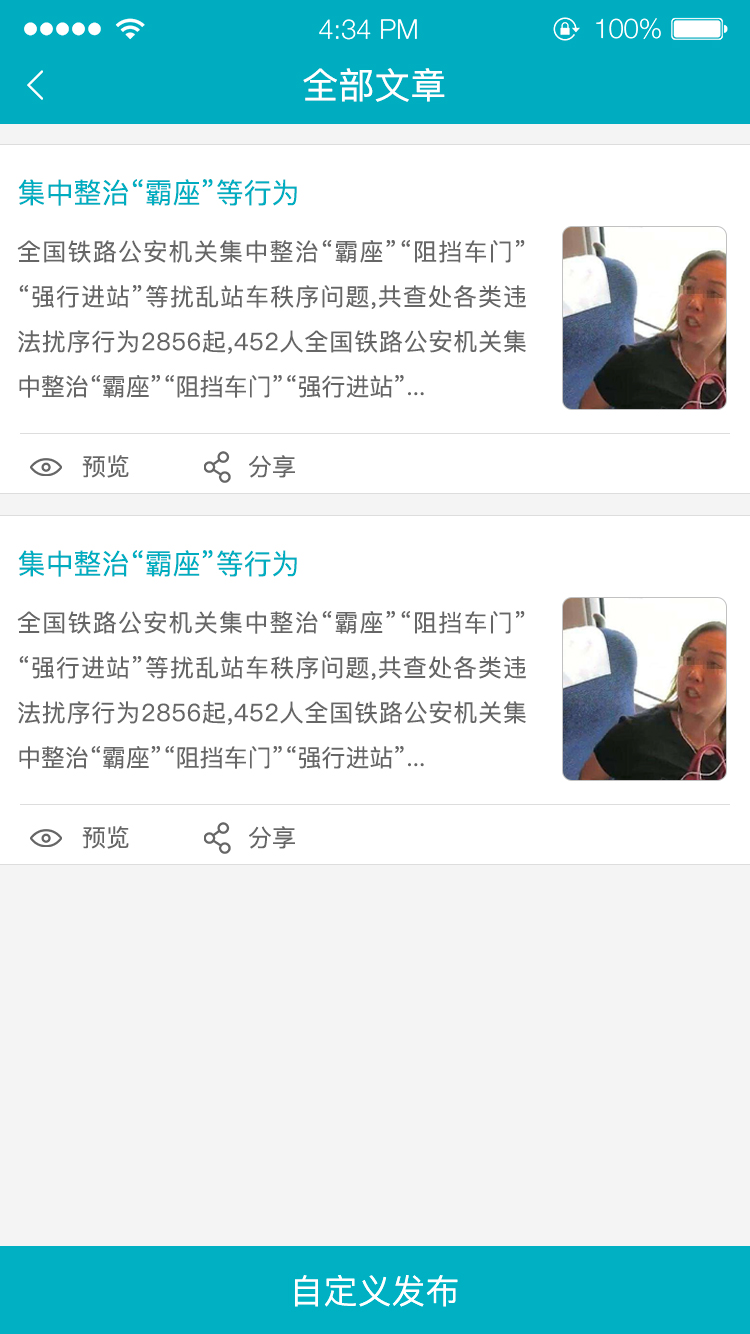 4:34 PM
100%
全部文章
集中整治“霸座”等行为
全国铁路公安机关集中整治“霸座”“阻挡车门”
“强行进站”等扰乱站车秩序问题,共查处各类违
法扰序行为2856起,452人全国铁路公安机关集
中整治“霸座”“阻挡车门”“强行进站”...
预览 分享
集中整治“霸座”等行为
全国铁路公安机关集中整治“霸座”“阻挡车门”
“强行进站”等扰乱站车秩序问题,共查处各类违
法扰序行为2856起,452人全国铁路公安机关集
中整治“霸座”“阻挡车门”“强行进站”...
预览 分享
自定义发布